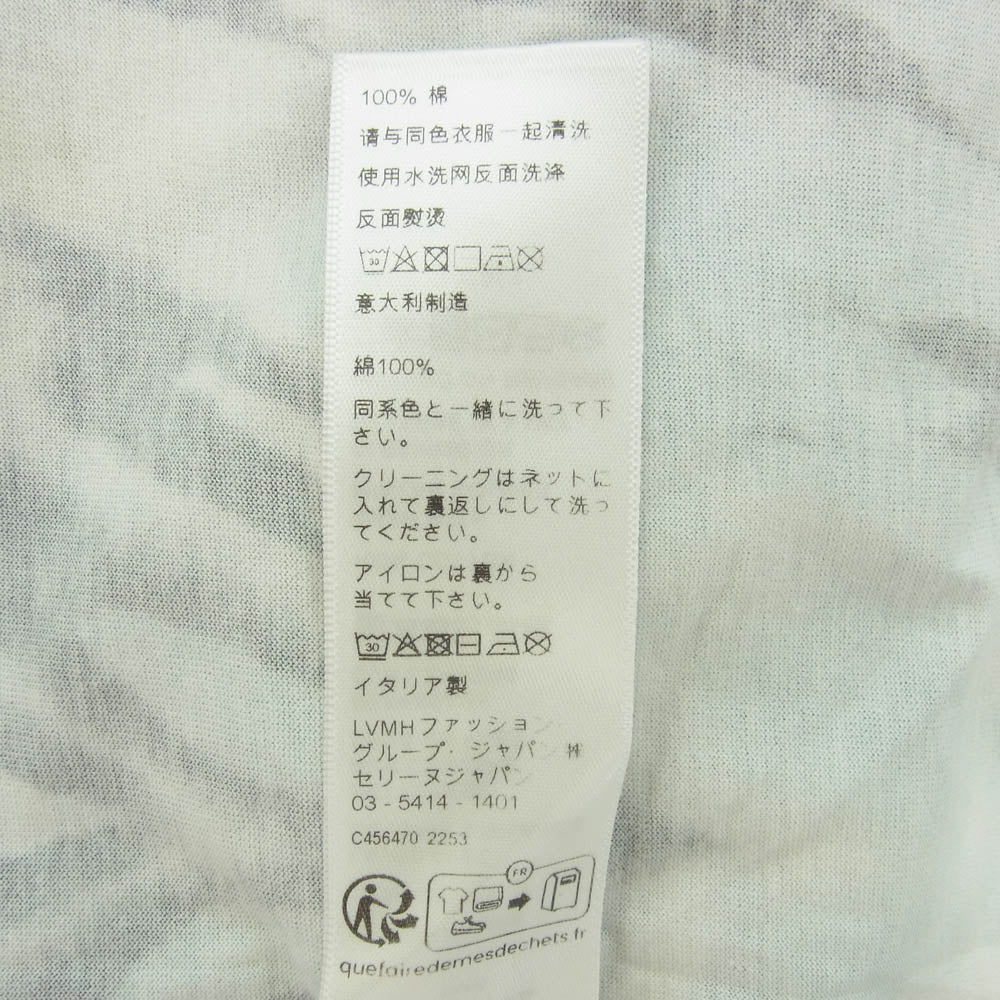 100% 棉
请与同色衣服一起清洗
使用水洗网反面洗涤
反面熨烫
30
意大利制造
綿100%
同系色と一緒に洗って下
さい。
クリーニングはネットに
入れて裏返しにして洗っ
てください。
アイロンは裏から
当てて下さい。
30
イタリア製
LVMHファッション
グループ・ジャパン 株
セリーヌジャパン
03 - 5414 - 1401
C456470 2253
FR
quefairedemesdechets.fr